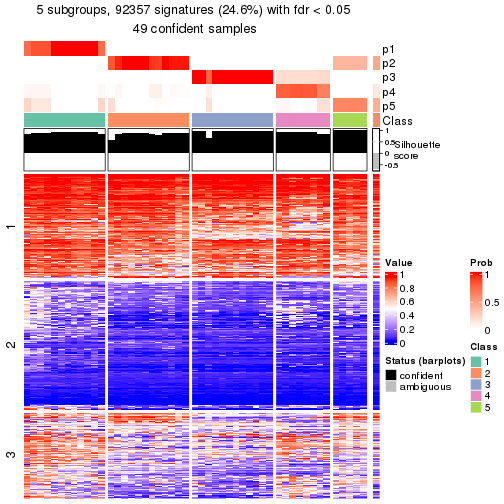 5 subgroups, 92357 signatures (24.6%) with fdr < 0.05
49 confident samples
p1
p2
p3
p4
p5
Class
1
0.5
0
-0.5
Silhouette
score
1
2
3
Value
1
0.8
0.6
0.4
0.2
0
Status (barplots)
confident
ambiguous
Prob
1
0.5
0
Class
1
2
3
4
5